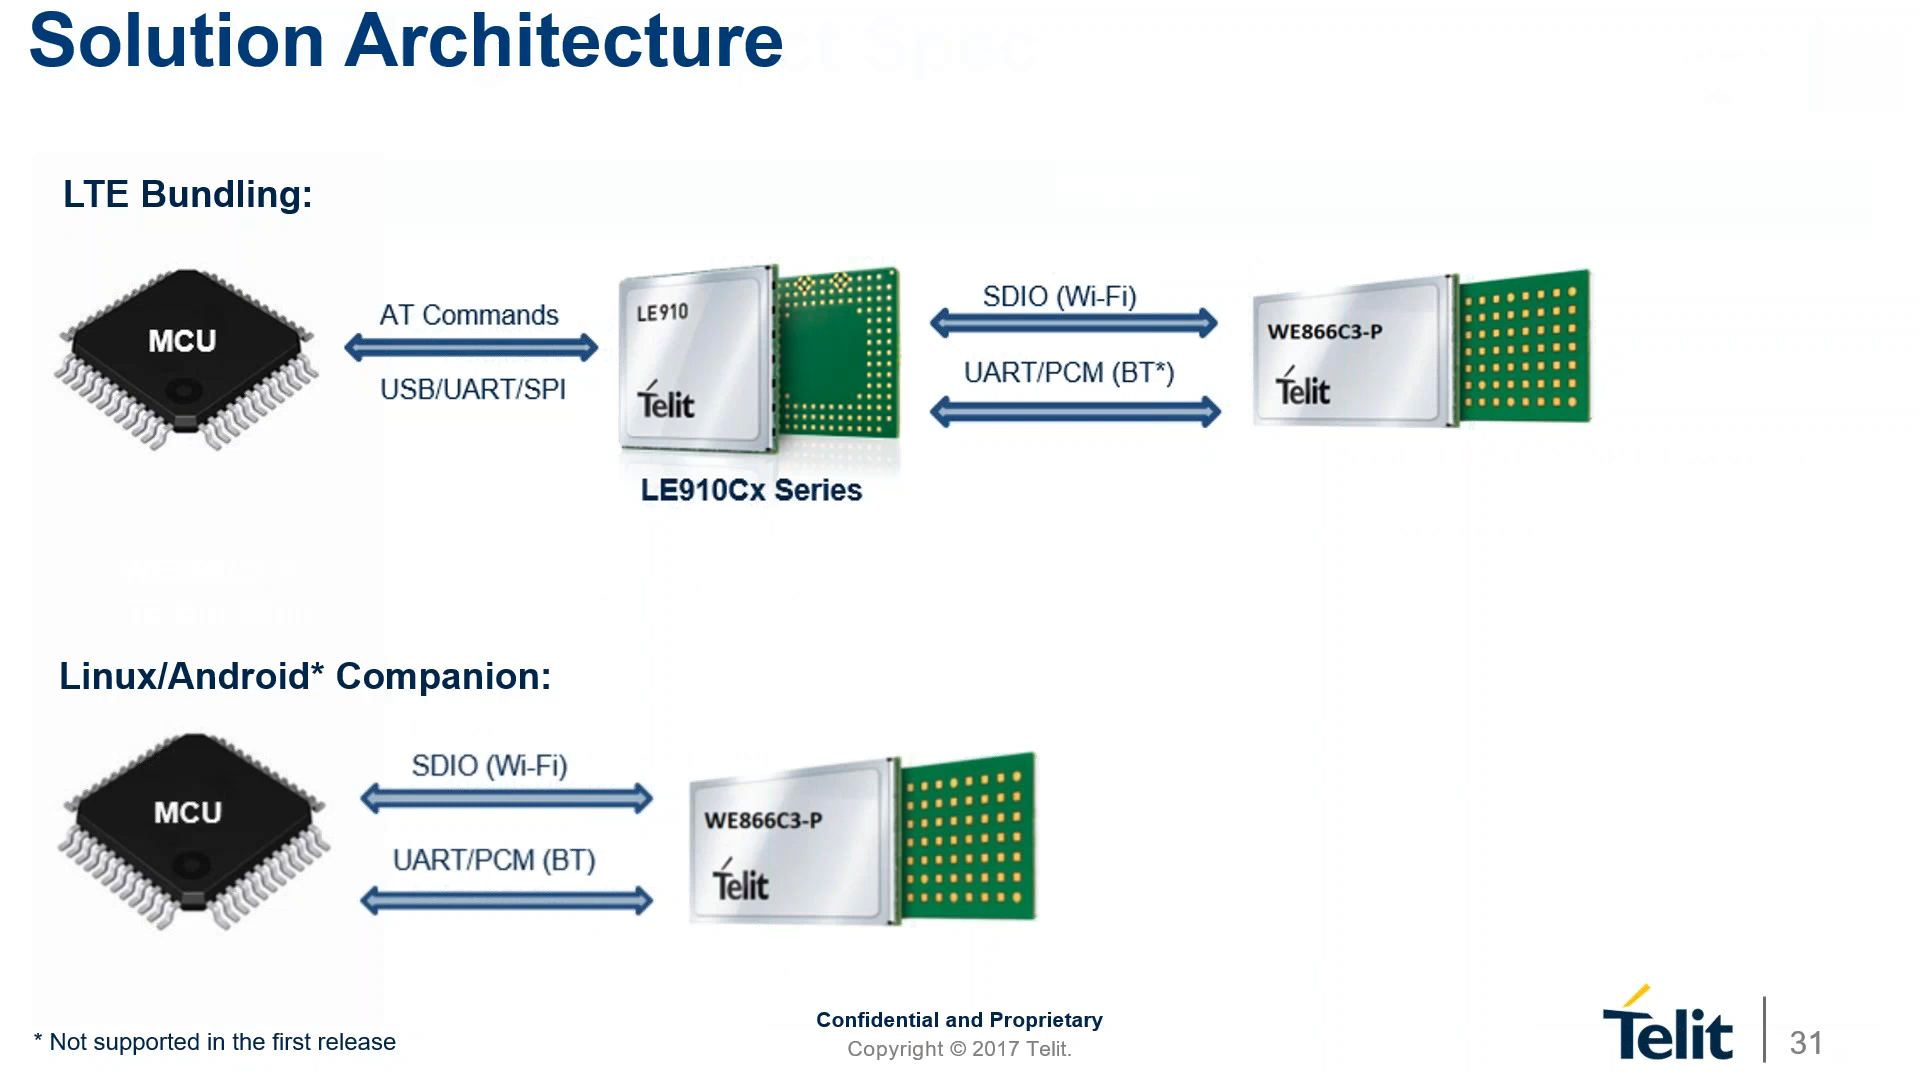 Solution Architecture
LTE Bundling:
MCU
AT Commands
USB/UART/SPI
LE910
Telit
LE910Cx Series
SDIO (Wi-Fi)
UART/PCM (BT*)
WE866C3-P
Telit
Linux/Android* Companion:
MCU
SDIO (Wi-Fi)
UART/PCM (BT)
WE866C3-P
Telit
* Not supported in the first release
Confidential and Proprietary
Copyright © 2017 Telit.
Telit
31